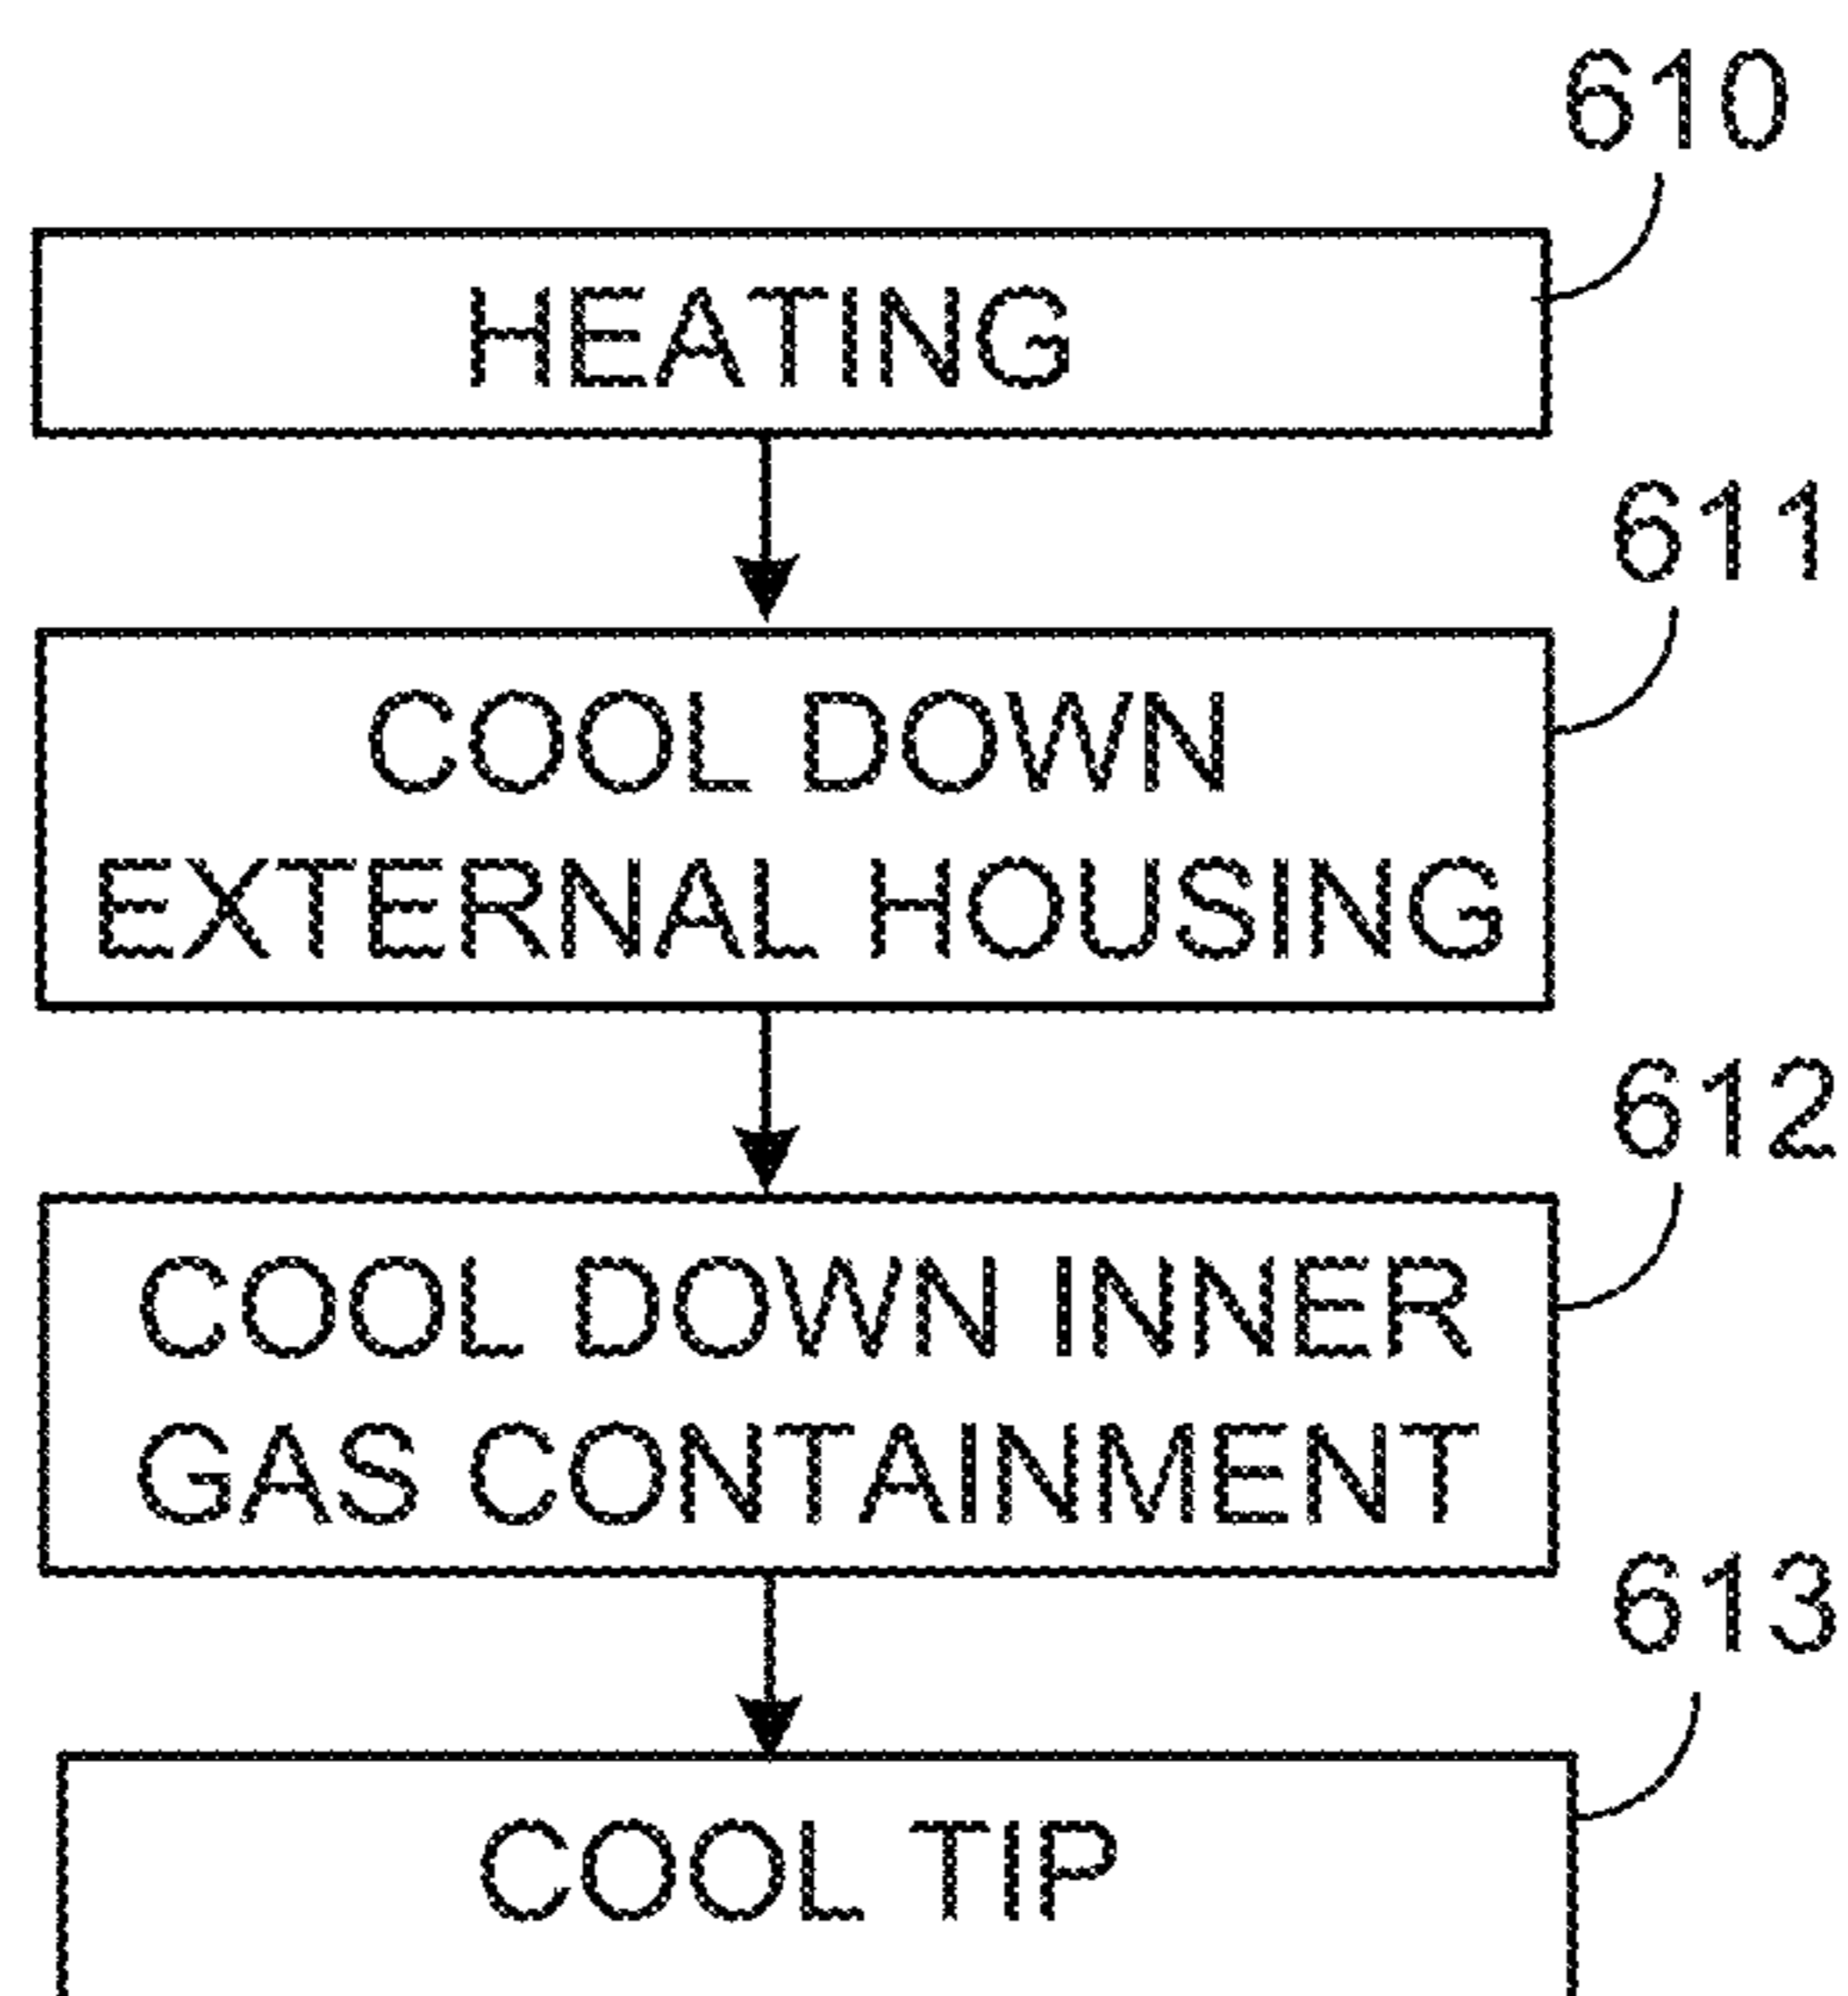 610
HEATING
611
COOL DOWN
EXTERNAL HOUSING
612
COOL DOWN INNER
GAS CONTAINMENT
613
COOL TIP